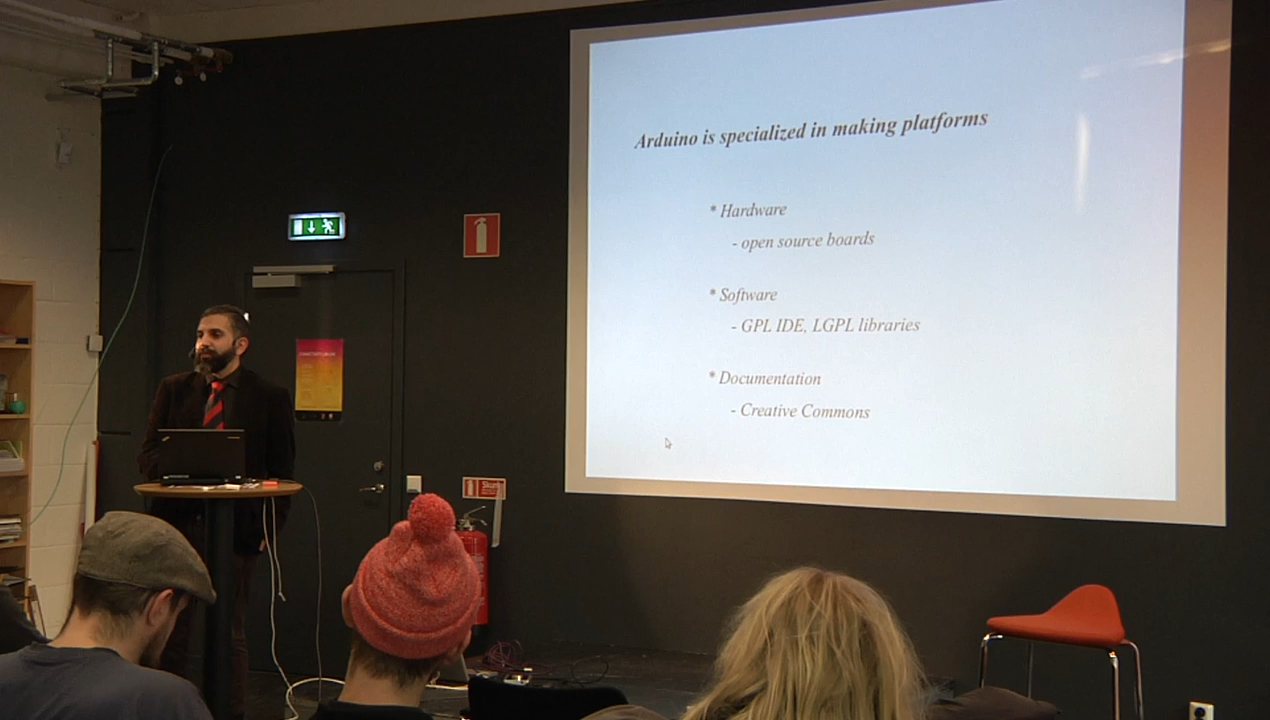 Arduino is specialized in making platforms
* Hardware
- open source boards
* Software
- GPL IDE, LGPL libraries
* Documentation
- Creative Commons